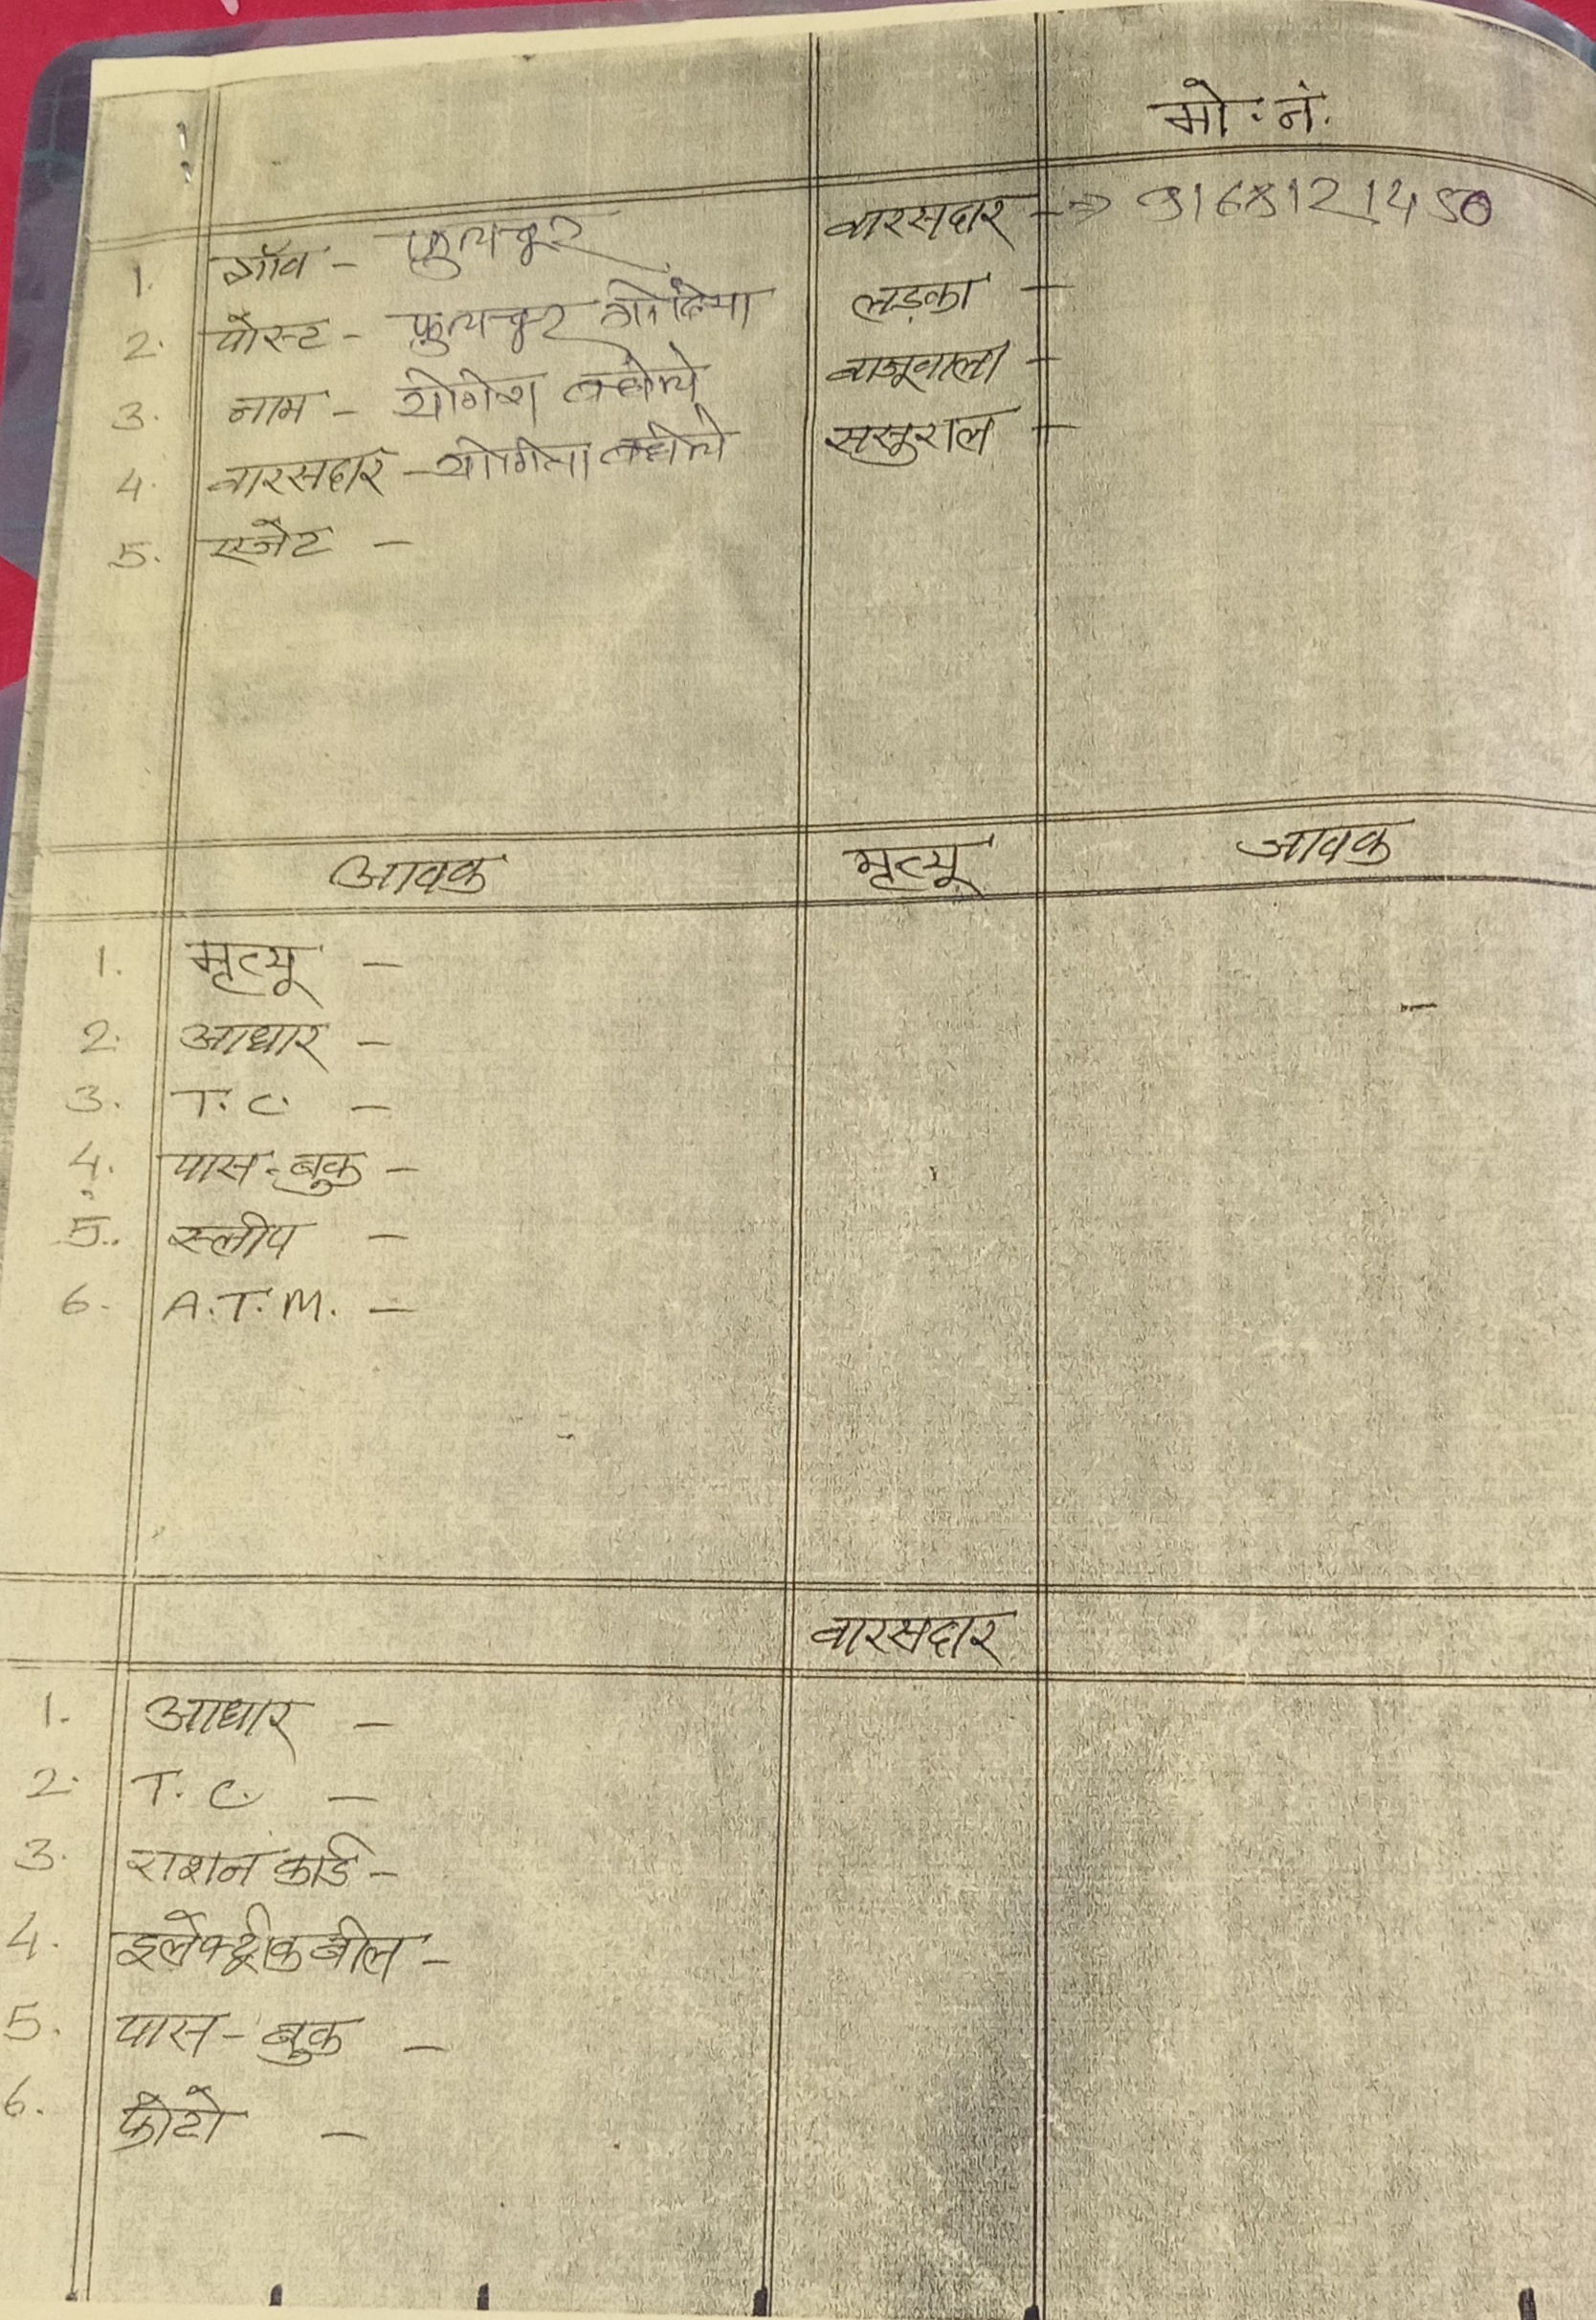 मो. नं.
1. गाँव - फुलचूर वारसदार -
2. पोस्ट - फुलचूर गोंदिया लड़का -
3. नाम - योगेश बाजूवाला -
4. वारसदार - योगिता ससुराल -
5. एजेंट -
आवक मृत्यू जावक
1. मृत्यू -
2. आधार -
3. T.C. -
4. पास-बुक -
5. स्लीप -
6. A.T.M. -
वारसदार
1. आधार -
2. T.C. -
3. राशन कार्ड -
4. इलेक्ट्रीक बील -
5. पास-बुक -
6. फोटो -